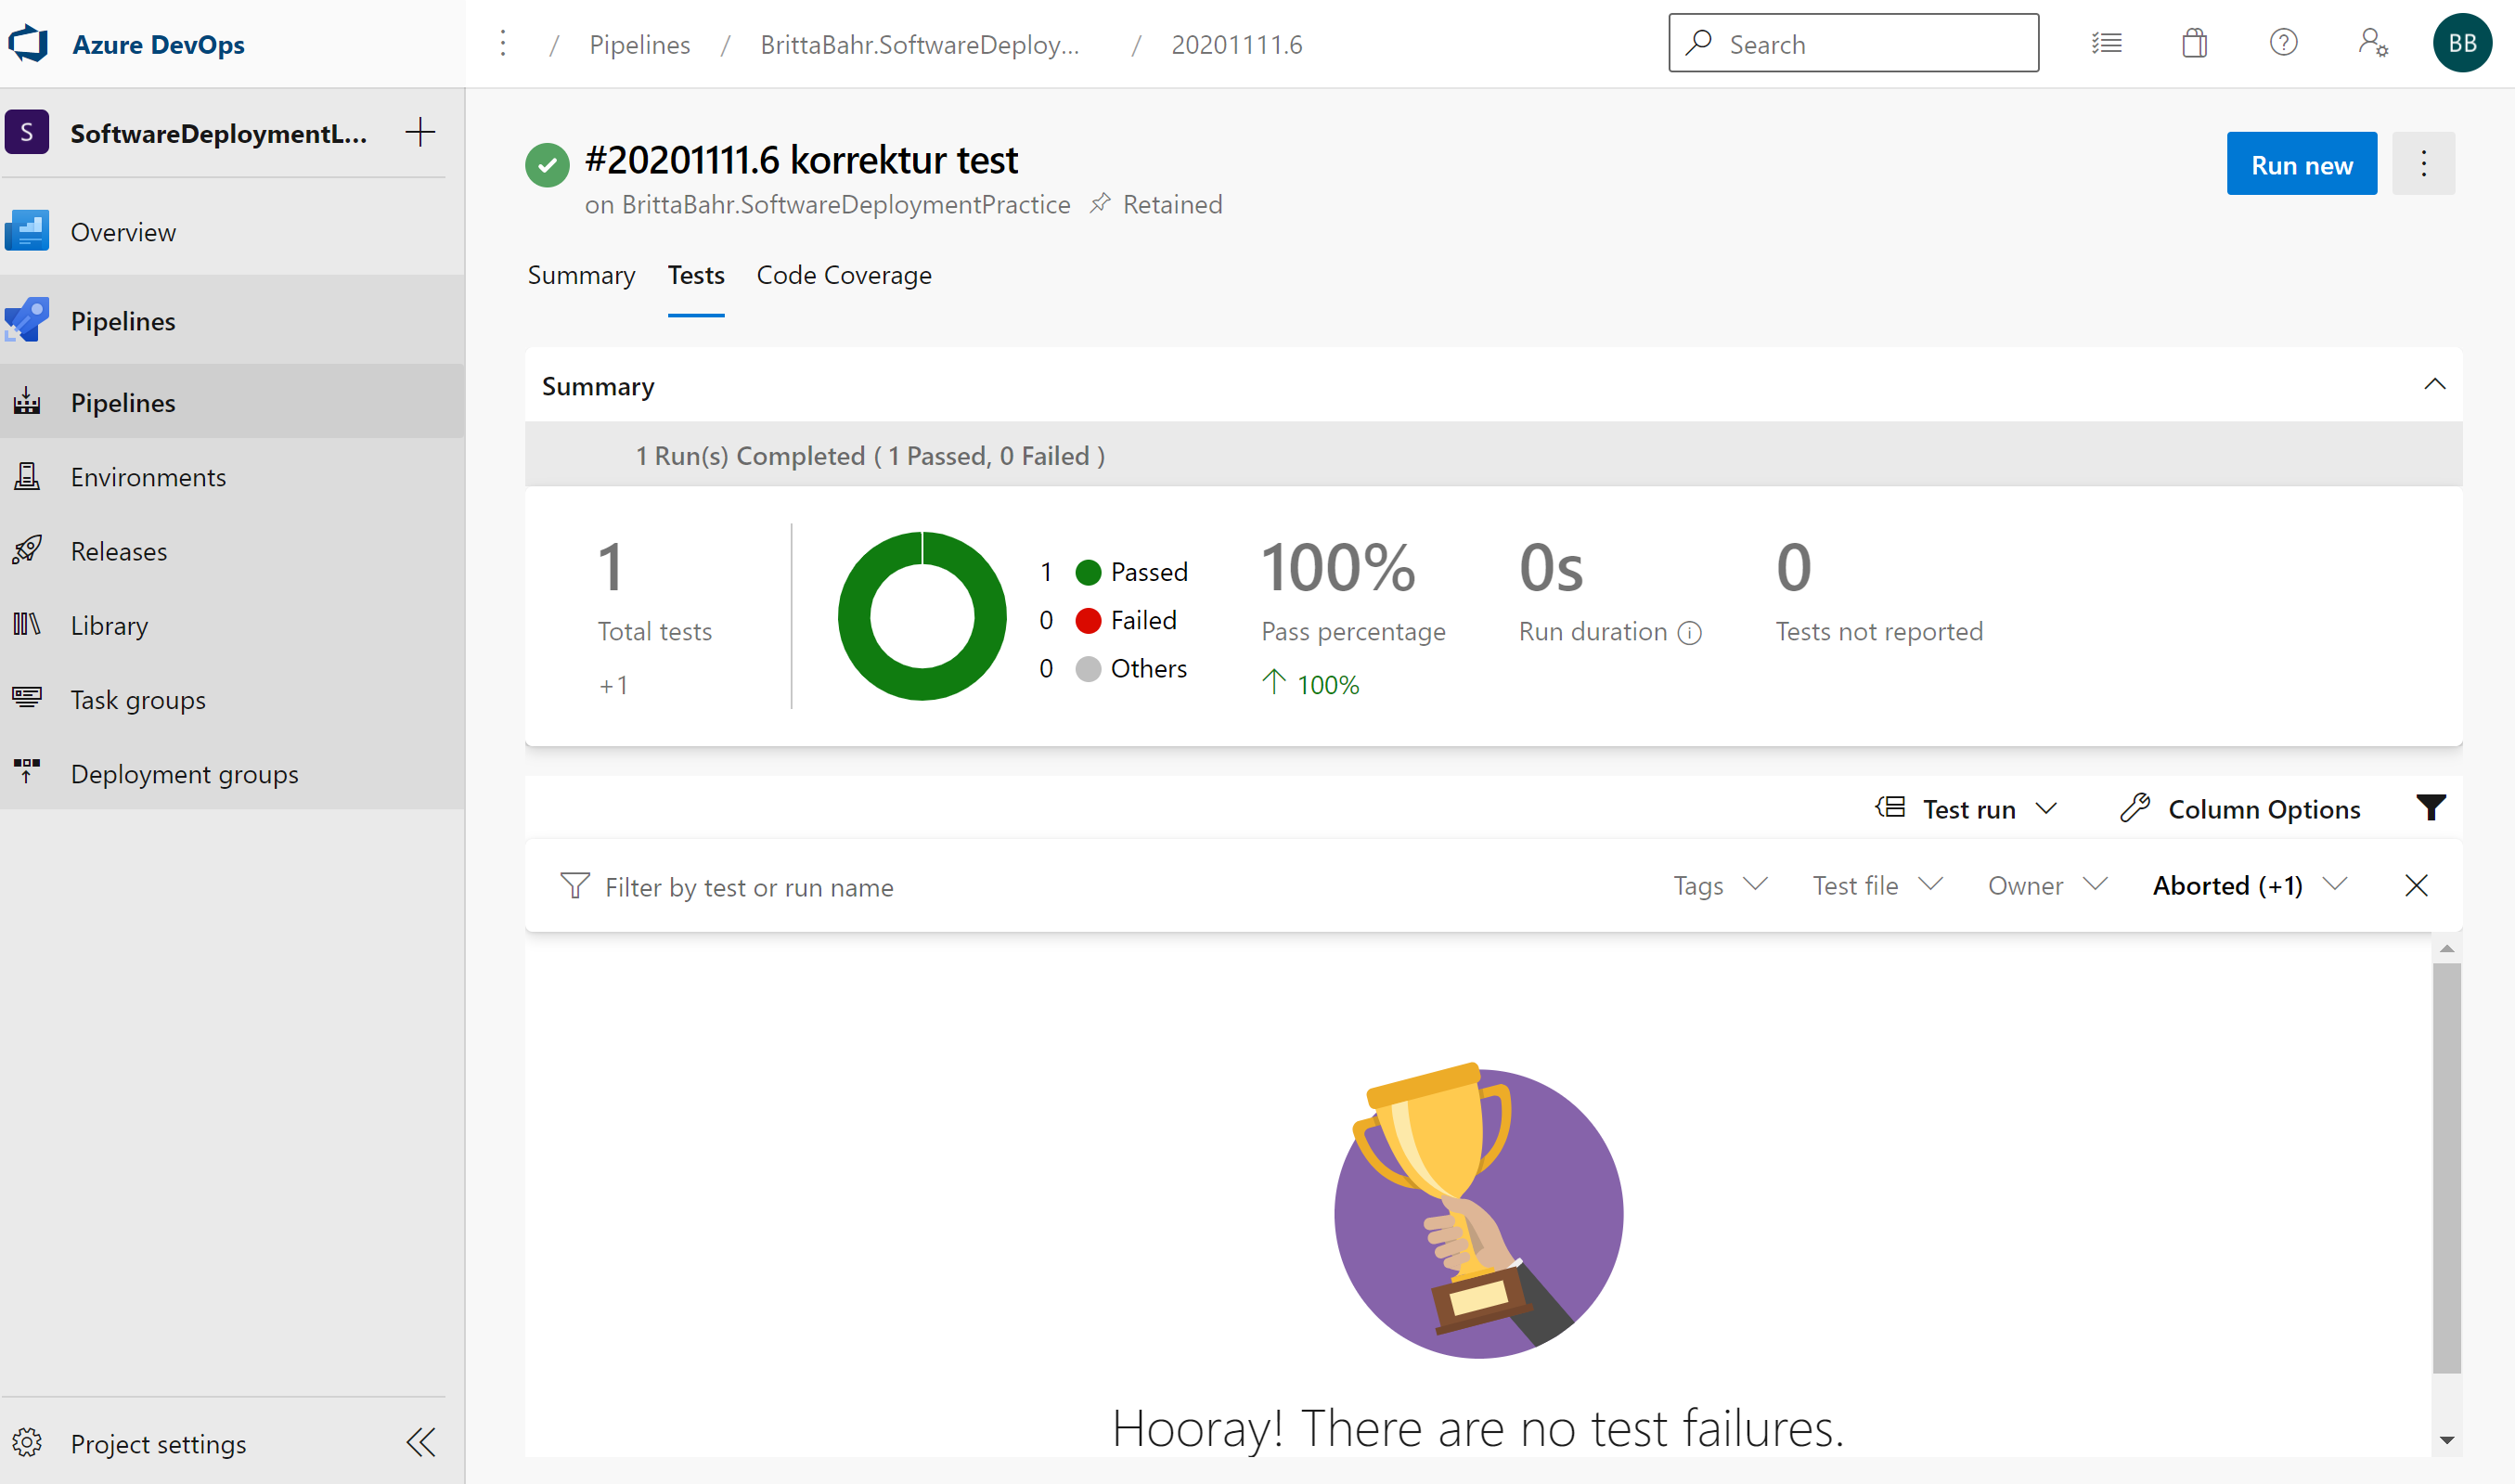 Azure DevOps
/ Pipelines / BrittaBahr.SoftwareDeploy... / 20201111.6
Search
BB
S SoftwareDeploymentL...
Overview
Pipelines
Pipelines
Environments
Releases
Library
Task groups
Deployment groups
Project settings
#20201111.6 korrektur test
on BrittaBahr.SoftwareDeploymentPractice Retained
Run new
Summary Tests Code Coverage
Summary
1 Run(s) Completed ( 1 Passed, 0 Failed )
1
Total tests
+1
1 Passed
0 Failed
0 Others
100%
Pass percentage
100%
0s
Run duration
0
Tests not reported
Test run Column Options
Filter by test or run name Tags Test file Owner Aborted (+1)
Hooray! There are no test failures.